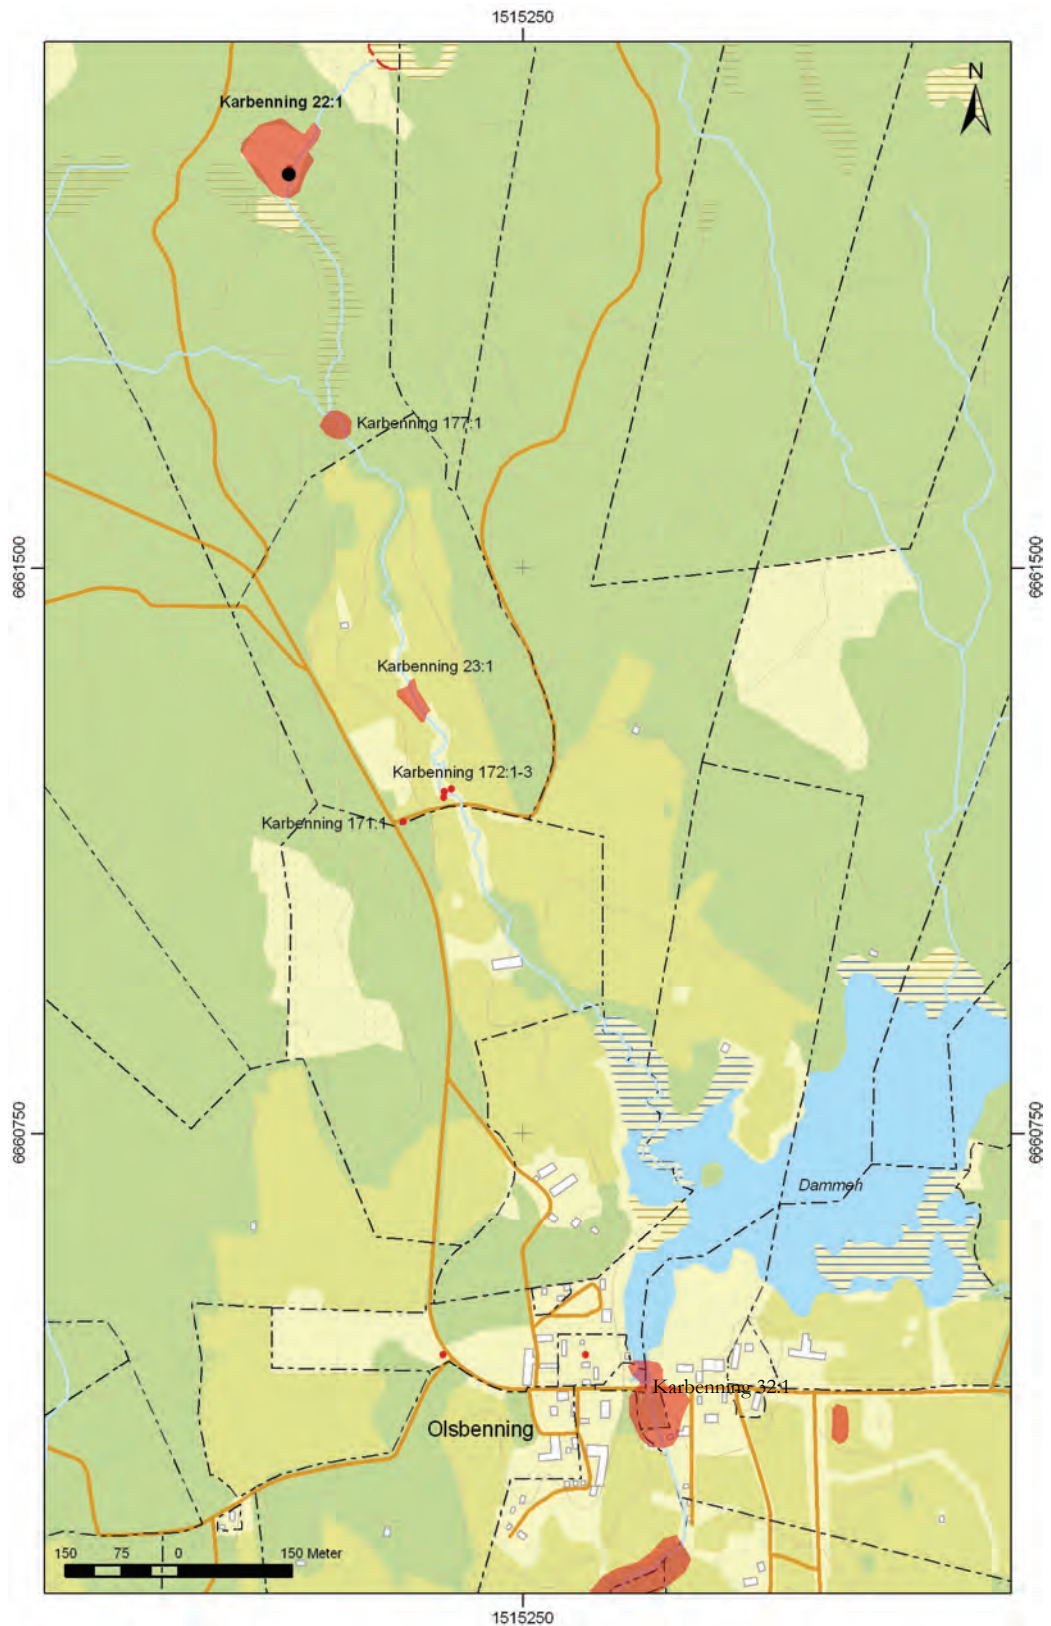 1515250
N
Karbenning 22:1
Karbenning 177:1
6661500
6661500
Karbenning 23:1
Karbenning 172:1-3
Karbenning 171:1
6660750
6660750
Dammen
Karbenning 32:1
Olsbenning
150 75 0 150 Meter
1515250